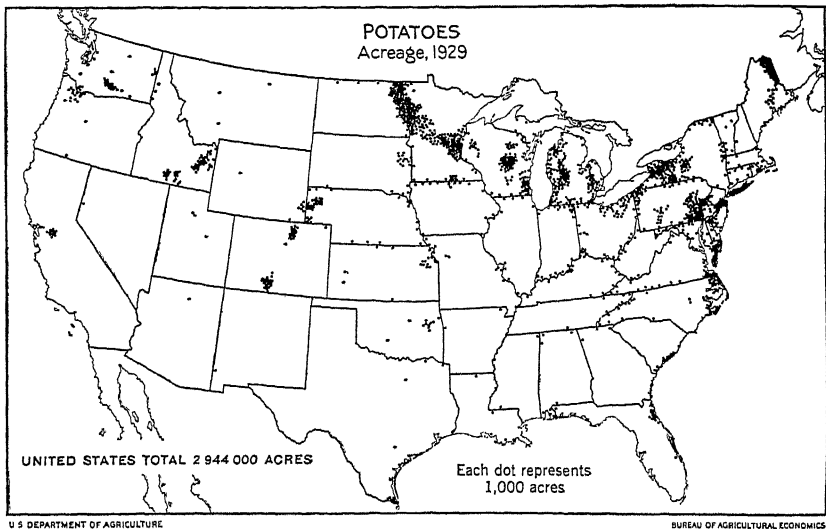 POTATOES
Acreage, 1929
UNITED STATES TOTAL 2 944 000 ACRES
Each dot represents
1,000 acres
U S DEPARTMENT OF AGRICULTURE
BUREAU OF AGRICULTURAL ECONOMICS